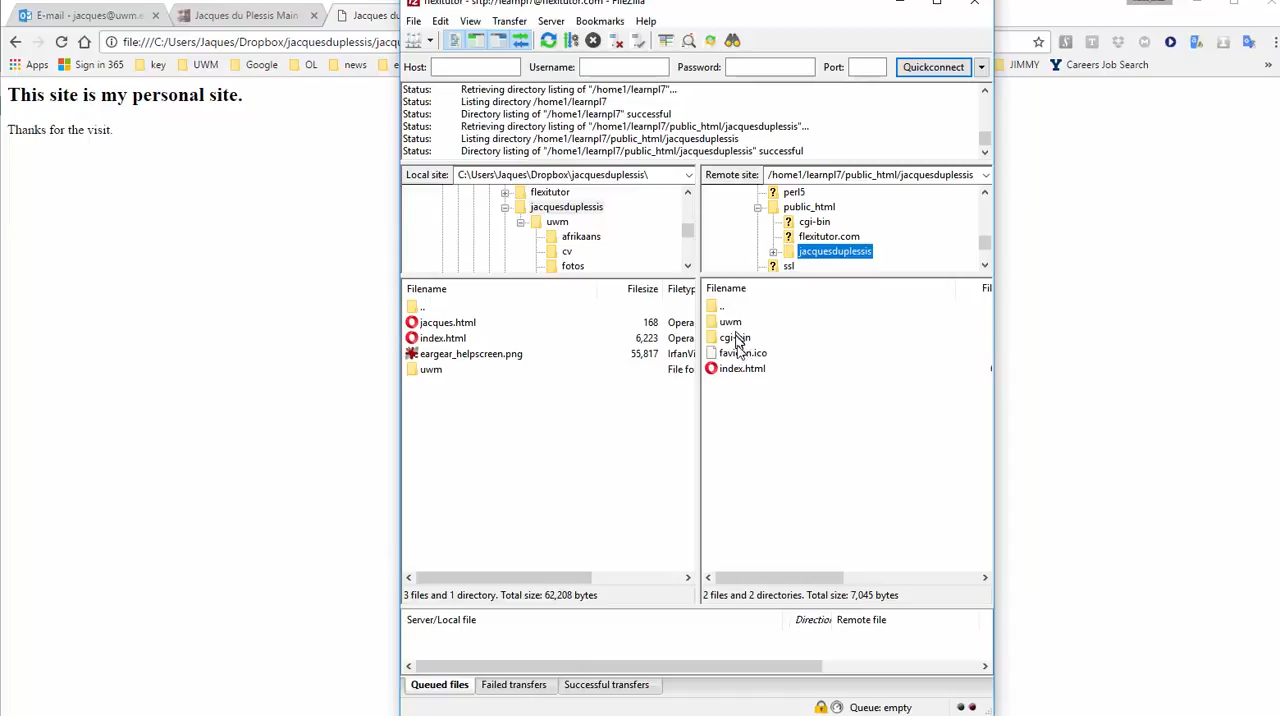 flexitutor - sftp://learnpl7@flexitutor.com - FileZilla
E-mail - jacques@uwm.e
Jacques du Plessis Main
Jacques du
File Edit View Transfer Server Bookmarks Help
file:///C:/Users/Jaques/Dropbox/jacquesduplessis/jacq
Apps Sign in 365 key UWM Google OL news e
JIMMY Careers Job Search »
Host: Username: Password: Port: Quickconnect
This site is my personal site.
Thanks for the visit.
Status: Retrieving directory listing of "/home1/learnpl7"...
Status: Listing directory /home1/learnpl7
Status: Directory listing of "/home1/learnpl7" successful
Status: Retrieving directory listing of "/home1/learnpl7/public_html/jacquesduplessis"...
Status: Listing directory /home1/learnpl7/public_html/jacquesduplessis
Status: Directory listing of "/home1/learnpl7/public_html/jacquesduplessis" successful
Local site: C:\Users\Jaques\Dropbox\jacquesduplessis\
flexitutor
jacquesduplessis
uwm
afrikaans
cv
fotos
Remote site: /home1/learnpl7/public_html/jacquesduplessis
perl5
public_html
cgi-bin
flexitutor.com
jacquesduplessis
ssl
Filename Filesize Filetyp
..
jacques.html 168 Opera
index.html 6,223 Opera
eargear_helpscreen.png 55,817 IrfanVi
uwm File fo
3 files and 1 directory. Total size: 62,208 bytes
Filename Fil
..
uwm
cgi-bin
favicon.ico
index.html
2 files and 2 directories. Total size: 7,045 bytes
Server/Local file Directio Remote file
Queued files Failed transfers Successful transfers
Queue: empty